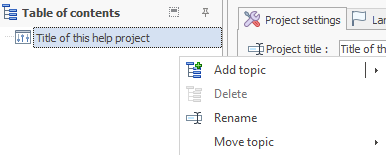 Table of contents
Title of this help project
Project settings
La
Project title :
Title of th
Add topic
Delete
Rename
Move topic